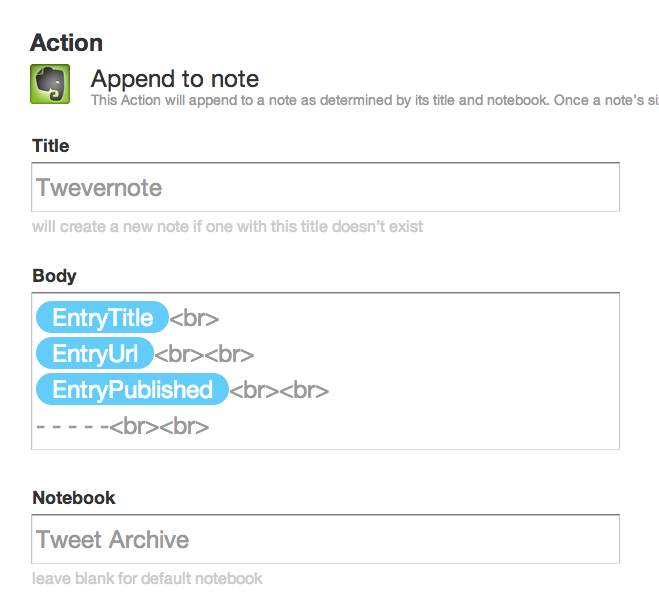 Action
Append to note
This Action will append to a note as determined by its title and notebook. Once a note's
Title
Twevernote
will create a new note if one with this title doesn't exist
Body
EntryTitle<br>
EntryUrl<br><br>
EntryPublished<br><br>
- - - - -<br><br>
Notebook
Tweet Archive
leave blank for default notebook